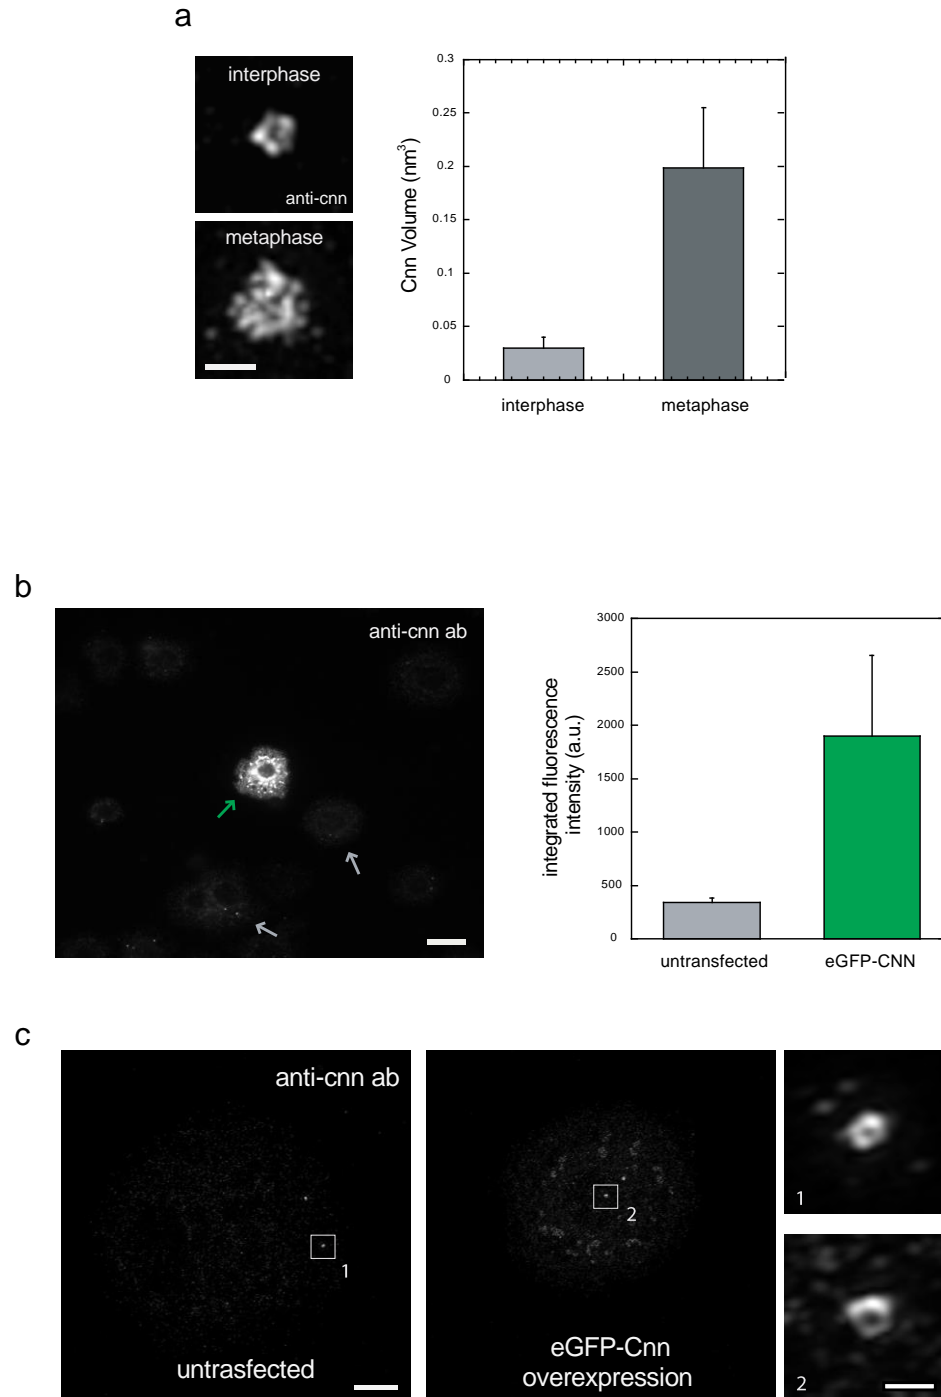 a
interphase
anti-cnn
metaphase
Cnn Volume (nm³)
0.3
0.25
0.2
0.15
0.1
0.05
0
interphase
metaphase
b
anti-cnn ab
integrated fluorescence
intensity (a.u.)
3000
2500
2000
1500
1000
500
0
untransfected
eGFP-CNN
c
anti-cnn ab
1
untrasfected
2
eGFP-Cnn
overexpression
1
2